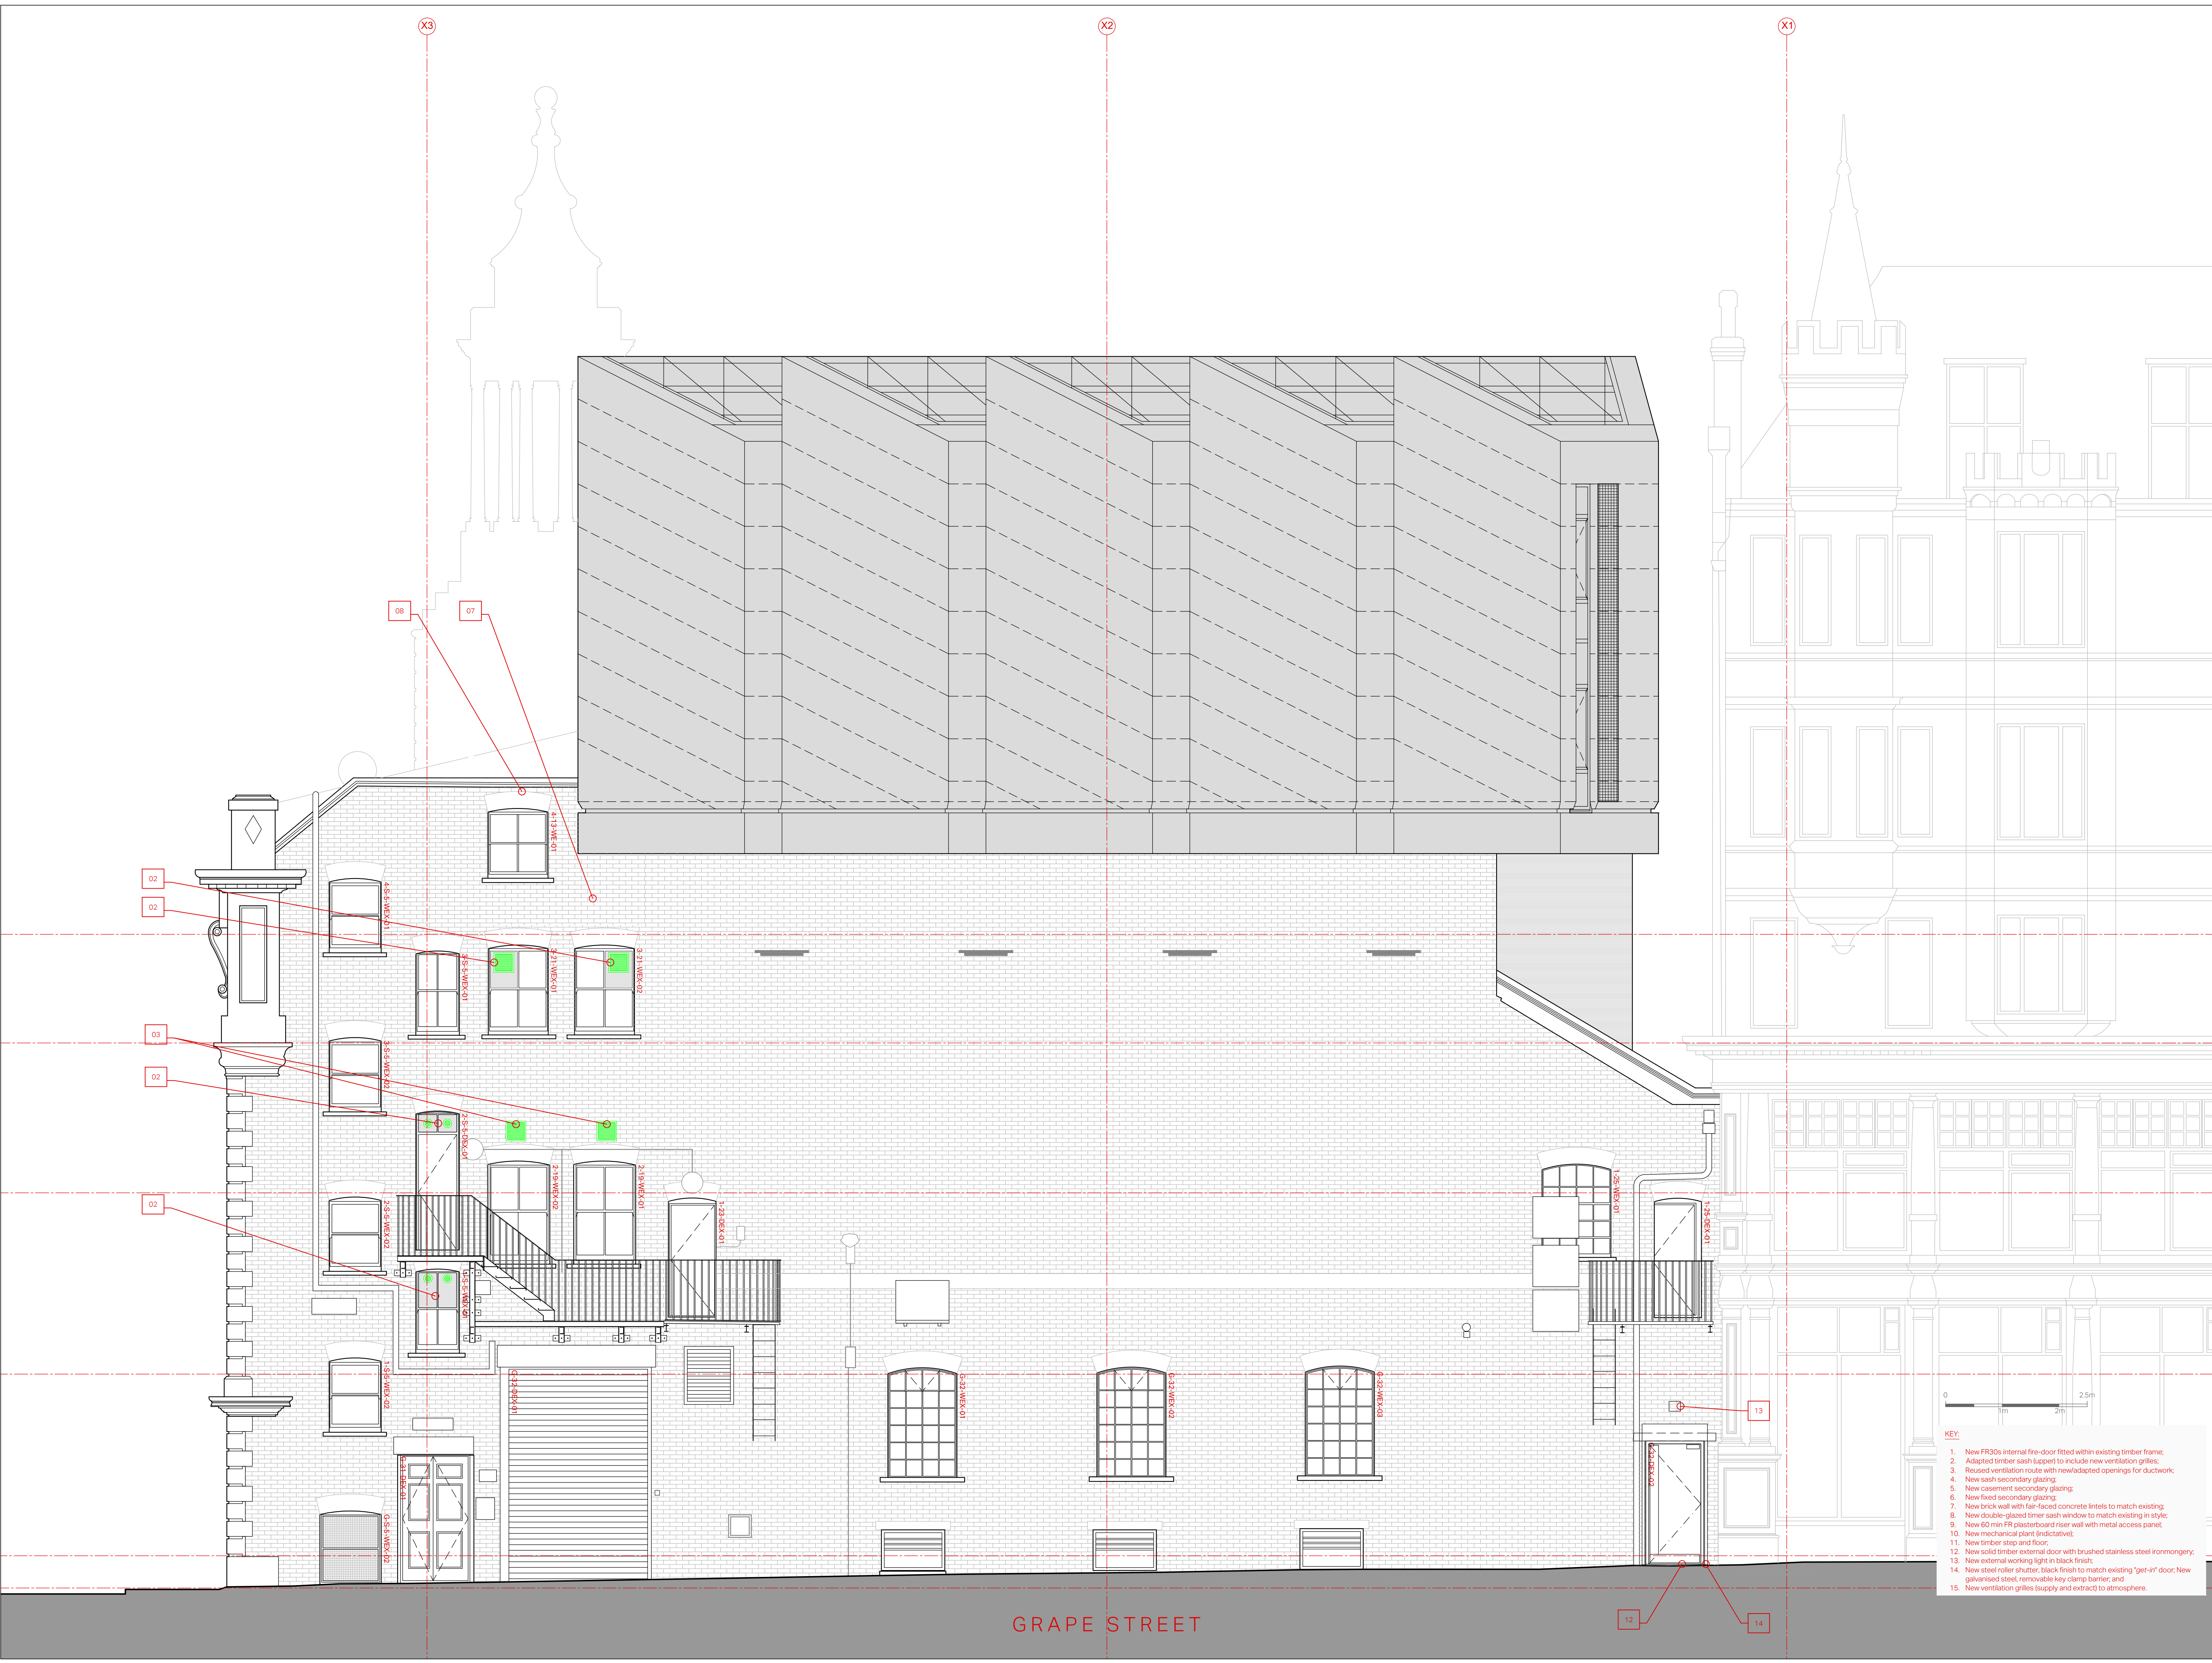 X3
X2
X1
08
07
4-13-WE-01
02
02
4-S-5-WEX-01
3-S-5-WEX-01
3-21-WEX-01
3-21-WEX-02
03
3-S-5-WEX-02
02
2-S-5-DEX-01
2-19-WEX-02
2-19-WEX-01
1-25-WEX-01
02
2-S-5-WEX-02
1-23-DEX-01
1-25-DEX-01
1-S-5-WEX-02
G-32-DEX-01
G-32-WEX-01
G-32-WEX-02
G-32-WEX-03
13
0
2.5m
1m
2m
G-31-DEX-01
G-S-5-WEX-02
KEY:
1. New FR30s internal fire-door fitted within existing timber frame;
2. Adapted timber sash (upper) to include new ventilation grilles;
3. Reused ventilation route with new/adapted openings for ductwork;
4. New sash secondary glazing;
5. New casement secondary glazing;
6. New fixed secondary glazing;
7. New brick wall with fair-faced concrete lintels to match existing;
8. New double-glazed timer sash window to match existing in style;
9. New 60 min FR plasterboard riser wall with metal access panel;
10. New mechanical plant (indictative);
11. New timber step and floor;
12. New solid timber external door with brushed stainless steel ironmongery;
13. New external working light in black finish;
14. New steel roller shutter, black finish to match existing "get-in" door; New
galvanised steel, removable key clamp barrier; and
15. New ventilation grilles (supply and extract) to atmosphere.
GRAPE STREET
12
14